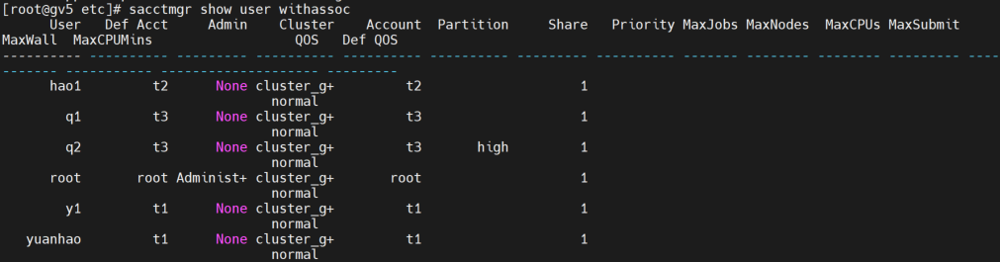 [root@gv5 etc]# sacctmgr show user withassoc
      User   Def Acct     Admin    Cluster    Account  Partition     Share   Priority MaxJobs MaxNodes  MaxCPUs MaxSubmit
MaxWall  MaxCPUMins                  QOS   Def QOS
---------- ---------- --------- ---------- ---------- ---------- --------- ---------- ------- -------- -------- ---------
------- ----------- -------------------- ---------
      hao1         t2      None cluster_g+         t2                    1
                                  normal
        q1         t3      None cluster_g+         t3                    1
                                  normal
        q2         t3      None cluster_g+         t3       high         1
                                  normal
      root       root Administ+ cluster_g+       root                    1
                                  normal
        y1         t1      None cluster_g+         t1                    1
                                  normal
   yuanhao         t1      None cluster_g+         t1                    1
                                  normal